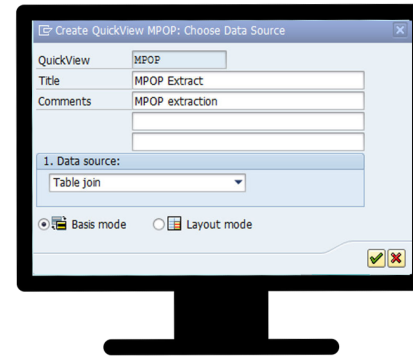 Create QuickView MPOP: Choose Data Source
QuickView MPOP
Title MPOP Extract
Comments MPOP extraction
1. Data source:
Table join
Basis mode Layout mode